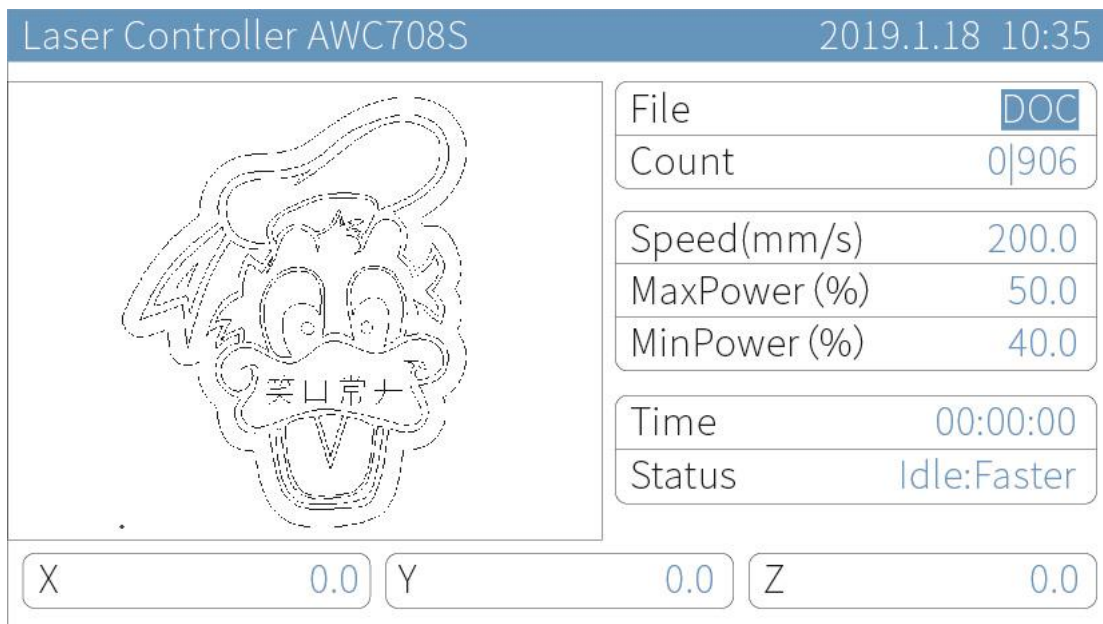 Laser Controller AWC708S 2019.1.18 10:35
File DOC
Count 0|906
Speed(mm/s) 200.0
MaxPower(%) 50.0
MinPower(%) 40.0
笑口常
Time 00:00:00
Status Idle:Faster
X 0.0 Y 0.0 Z 0.0